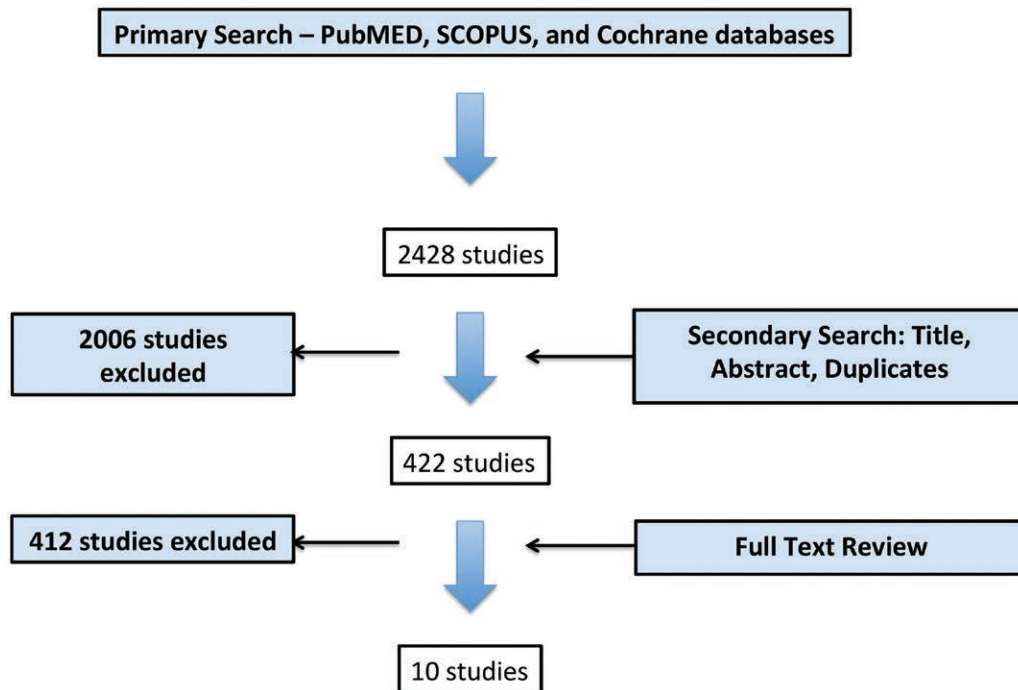 Primary Search – PubMED, SCOPUS, and Cochrane databases
2428 studies
2006 studies
excluded
Secondary Search: Title,
Abstract, Duplicates
422 studies
412 studies excluded
Full Text Review
10 studies